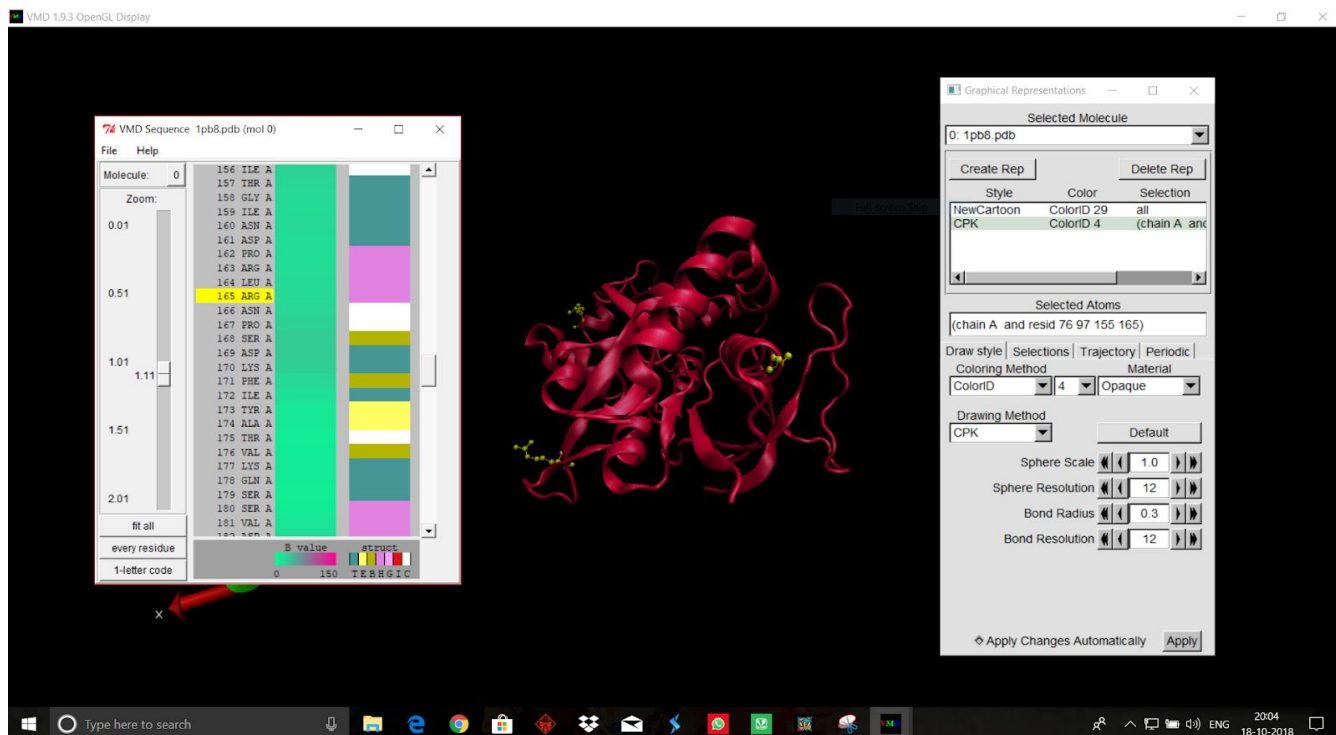 VMD 1.9.3 OpenGL Display
VMD Sequence 1pb8.pdb (mol 0)
File Help
Molecule: 0
Zoom:
0.01
0.51
1.01
1.11
1.51
2.01
fit all
every residue
1-letter code
156 ILE A
157 THR A
158 GLY A
159 ILE A
160 ASN A
161 ASP A
162 PRO A
163 ARG A
164 LEU A
165 ARG A
166 ASN A
167 PRO A
168 SER A
169 ASP A
170 LYS A
171 PHE A
172 ILE A
173 TYR A
174 ALA A
175 THR A
176 VAL A
177 LYS A
178 GLN A
179 SER A
180 SER A
181 VAL A
182 ASP A
B value struct
0 150 T E B H G I C
x
Full-screen Snip
Graphical Representations
Selected Molecule
0: 1pb8.pdb
Create Rep Delete Rep
Style Color Selection
NewCartoon ColorID 29 all
CPK ColorID 4 (chain A and
Selected Atoms
(chain A and resid 76 97 155 165)
Draw style Selections Trajectory Periodic
Coloring Method Material
ColorID 4 Opaque
Drawing Method
CPK Default
Sphere Scale 1.0
Sphere Resolution 12
Bond Radius 0.3
Bond Resolution 12
Apply Changes Automatically Apply
Type here to search
ENG
20:04
18-10-2018